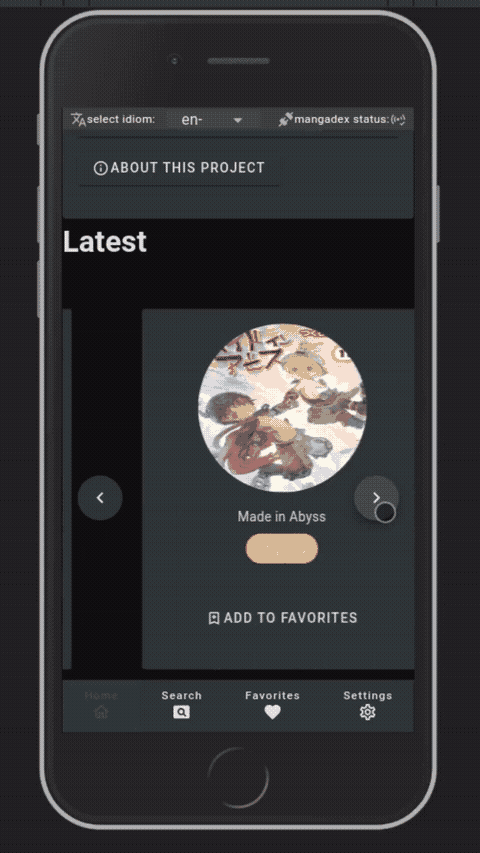 select idiom: en- mangadex status:
ABOUT THIS PROJECT
Latest
Made in Abyss
ADD TO FAVORITES
Home Search Favorites Settings